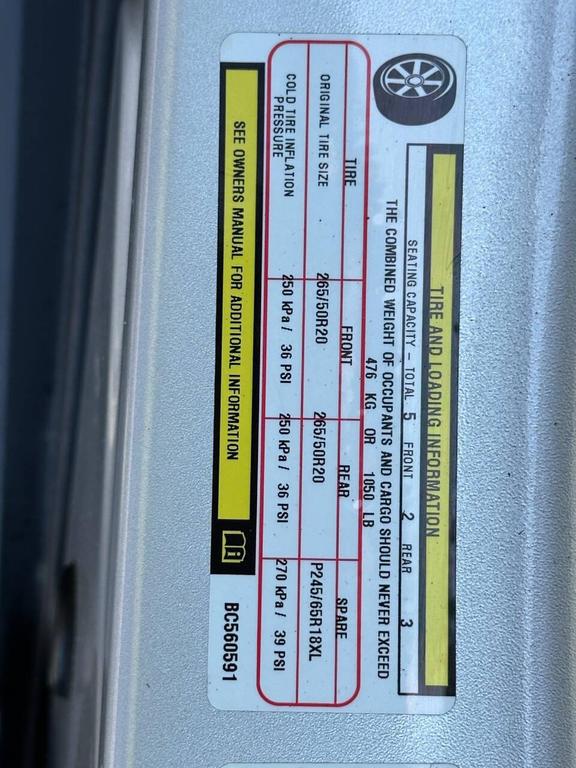 TIRE AND LOADING INFORMATION
SEATING CAPACITY – TOTAL 5 FRONT 2 REAR 3
THE COMBINED WEIGHT OF OCCUPANTS AND CARGO SHOULD NEVER EXCEED
476 KG OR 1050 LB
TIRE FRONT REAR SPARE
ORIGINAL TIRE SIZE 265/50R20 265/50R20 P245/65R18XL
COLD TIRE INFLATION PRESSURE 250 kPa / 36 PSI 250 kPa / 36 PSI 270 kPa / 39 PSI
SEE OWNERS MANUAL FOR ADDITIONAL INFORMATION
BC560591